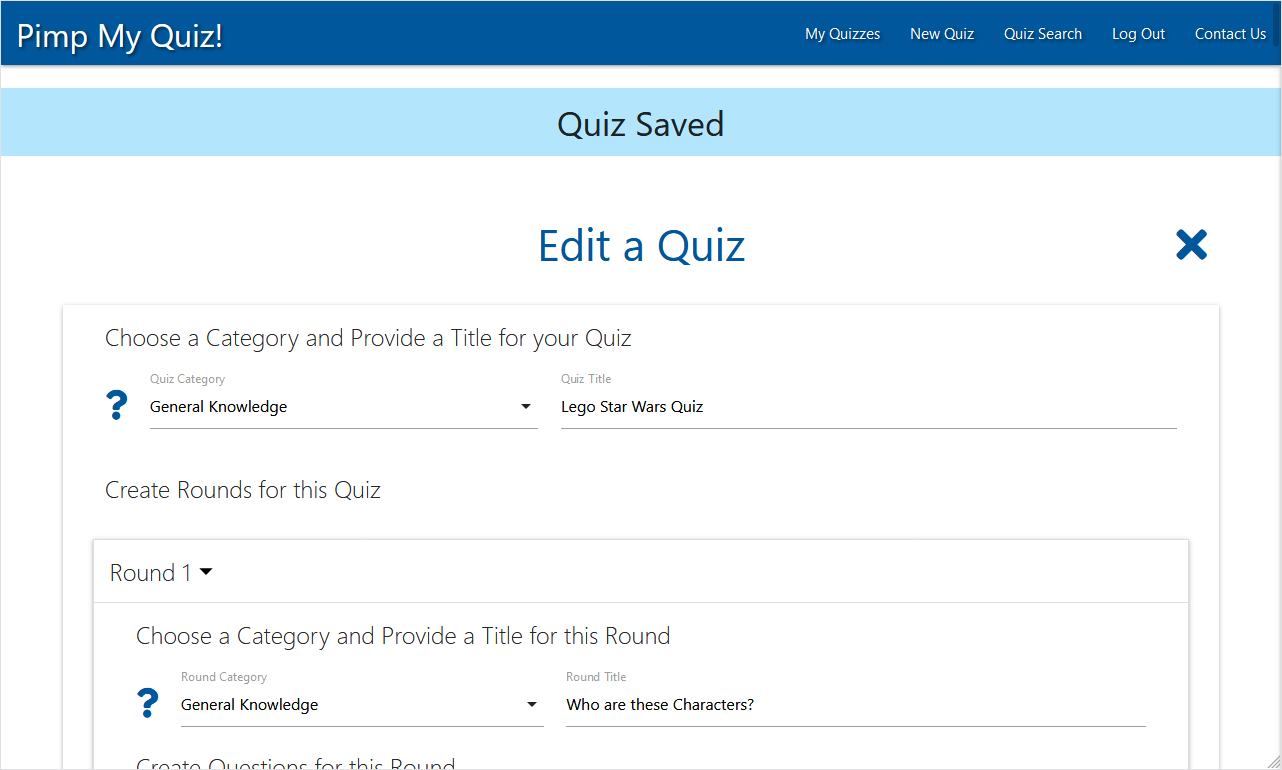 Pimp My Quiz!
My Quizzes New Quiz Quiz Search Log Out Contact Us
Quiz Saved
Edit a Quiz
Choose a Category and Provide a Title for your Quiz
Quiz Category Quiz Title
General Knowledge Lego Star Wars Quiz
Create Rounds for this Quiz
Round 1
Choose a Category and Provide a Title for this Round
Round Category Round Title
General Knowledge Who are these Characters?
Create Questions for this Round